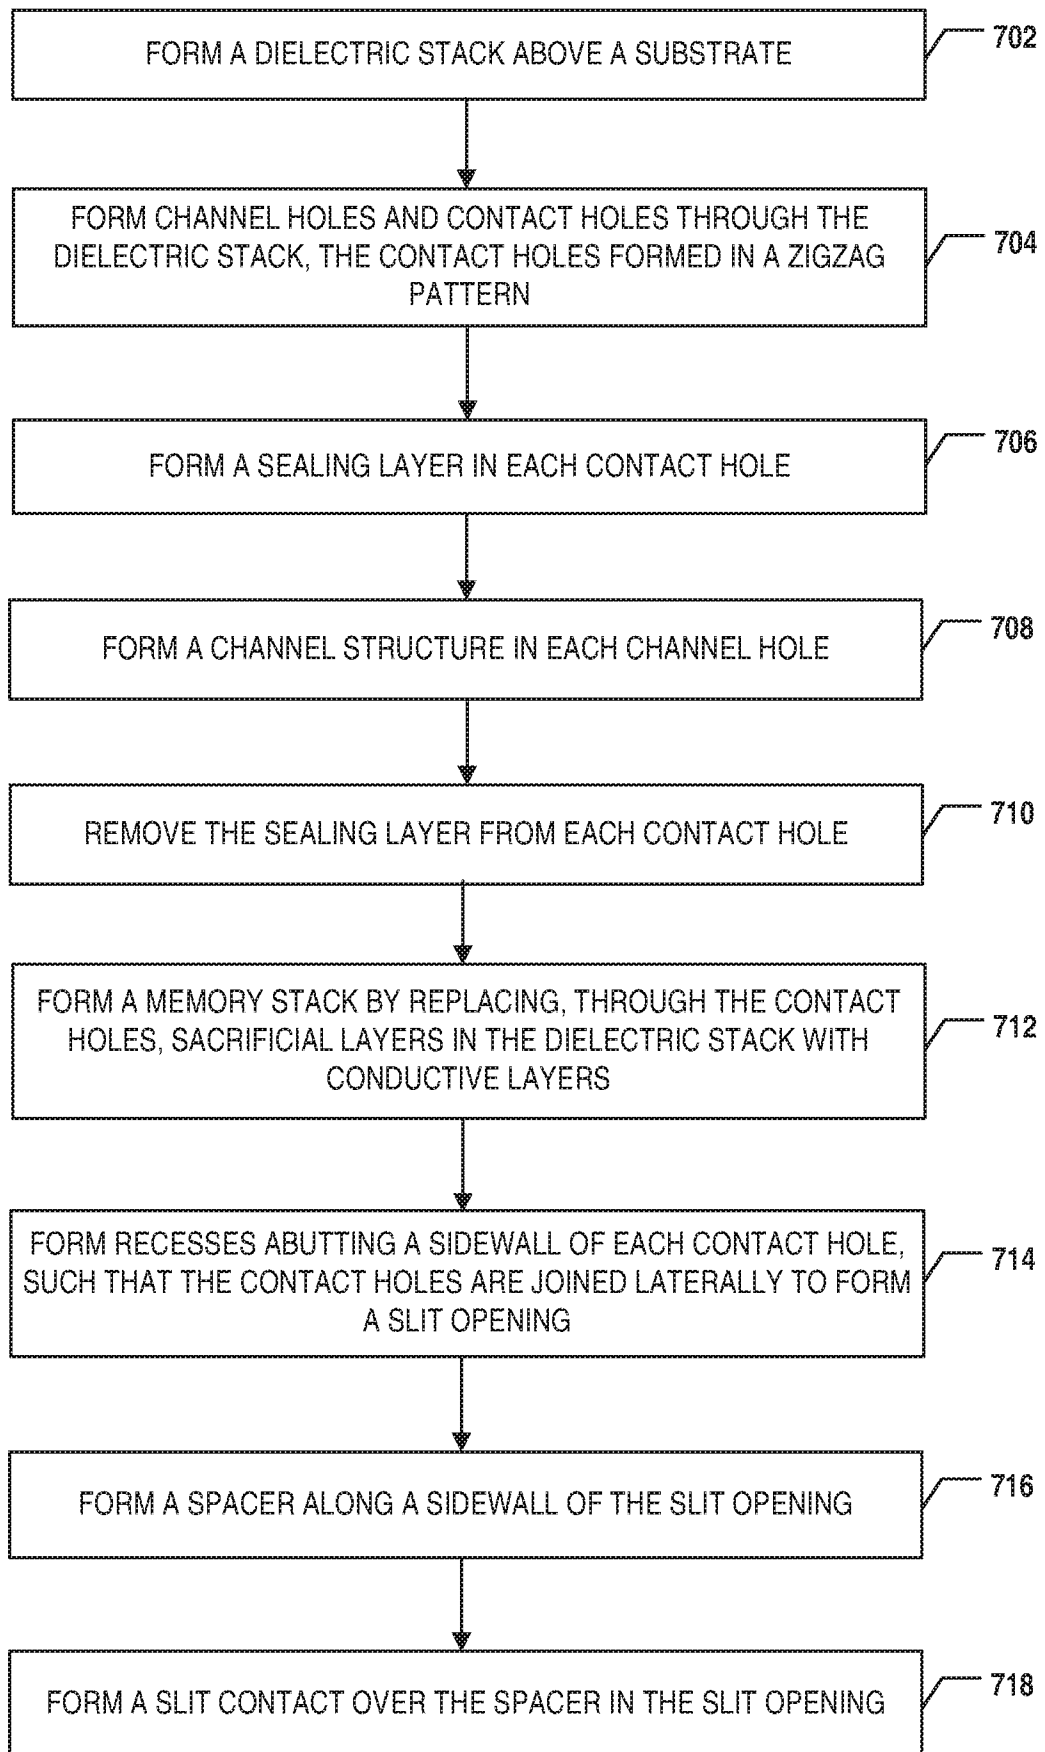 FORM A DIELECTRIC STACK ABOVE A SUBSTRATE
702
FORM CHANNEL HOLES AND CONTACT HOLES THROUGH THE
DIELECTRIC STACK, THE CONTACT HOLES FORMED IN A ZIGZAG
PATTERN
704
FORM A SEALING LAYER IN EACH CONTACT HOLE
706
FORM A CHANNEL STRUCTURE IN EACH CHANNEL HOLE
708
REMOVE THE SEALING LAYER FROM EACH CONTACT HOLE
710
FORM A MEMORY STACK BY REPLACING, THROUGH THE CONTACT
HOLES, SACRIFICIAL LAYERS IN THE DIELECTRIC STACK WITH
CONDUCTIVE LAYERS
712
FORM RECESSES ABUTTING A SIDEWALL OF EACH CONTACT HOLE,
SUCH THAT THE CONTACT HOLES ARE JOINED LATERALLY TO FORM
A SLIT OPENING
714
FORM A SPACER ALONG A SIDEWALL OF THE SLIT OPENING
716
FORM A SLIT CONTACT OVER THE SPACER IN THE SLIT OPENING
718